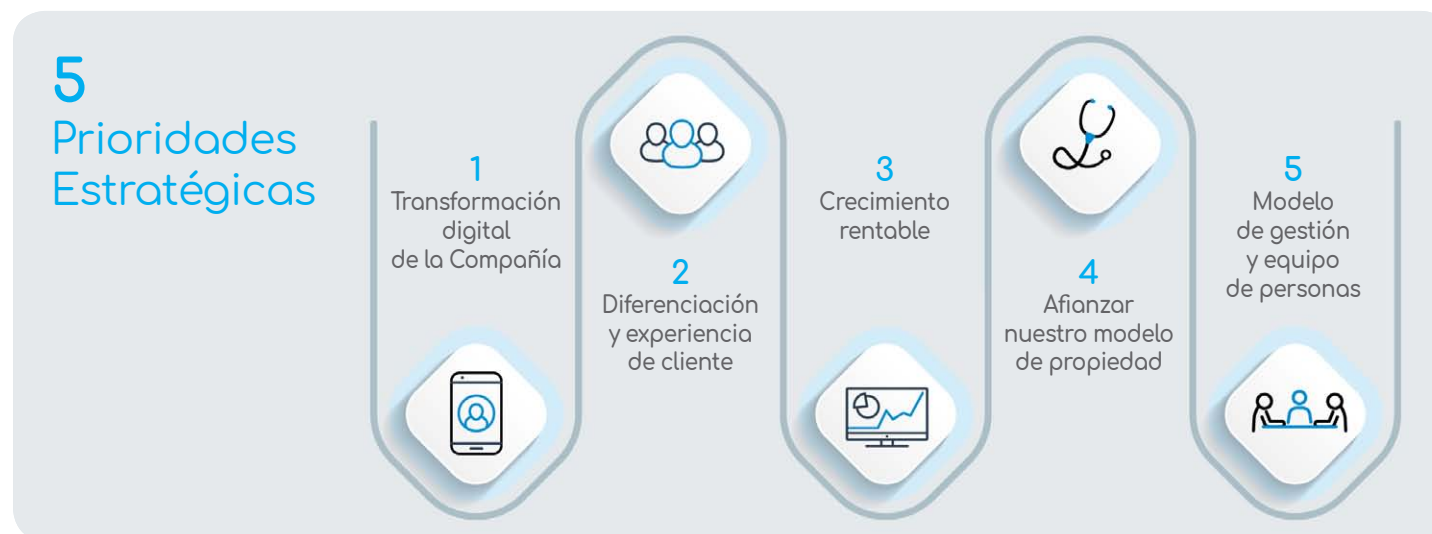 5
Prioridades
Estratégicas
1
Transformación
digital
de la Compañía
2
Diferenciación
y experiencia
de cliente
3
Crecimiento
rentable
4
Afianzar
nuestro modelo
de propiedad
5
Modelo
de gestión
y equipo
de personas